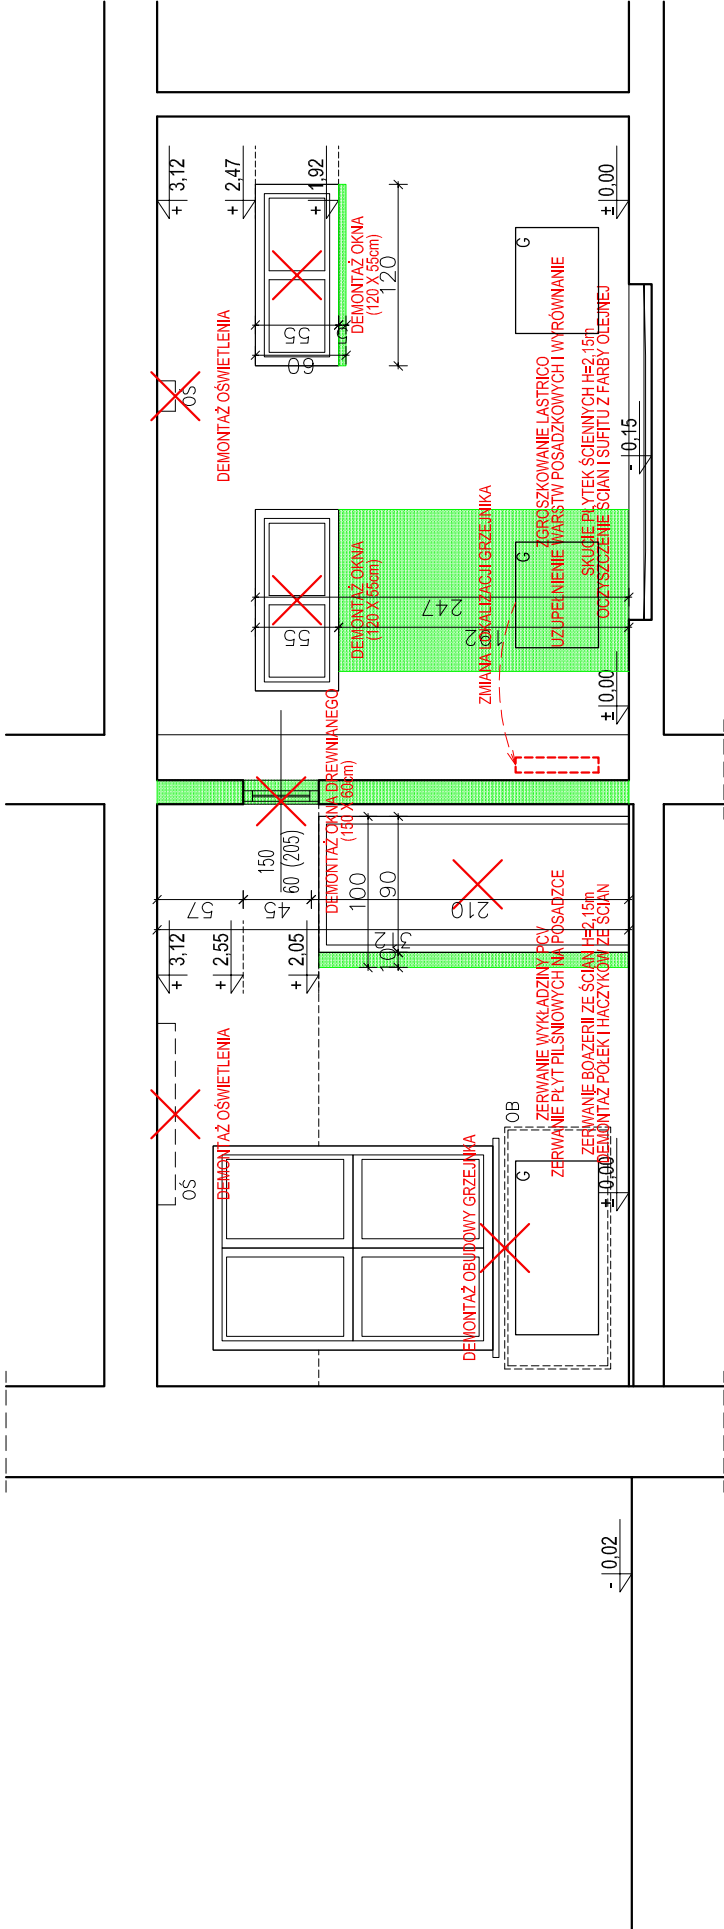 + 3,12
+ 2,47
+ 1,92
± 0,00
DEMONTAŻ OKNA
(120 X 55cm)
120
55
5
60
G
DEMONTAŻ OŚWIETLENIA
OŚ
ZGROSZKOWANIE LASTRICO
UZUPEŁNIENIE WARSTW POSADZKOWYCH I WYRÓWNANIE
SKUCIE PŁYTEK ŚCIENNYCH H=2,15m
OCZYSZCZENIE ŚCIAN I SUFITU Z FARBY OLEJNEJ
- 0,15
ZMIANA LOKALIZACJI GRZEJNIKA
DEMONTAŻ OKNA
(120 X 55cm)
55
247
192
G
± 0,00
DEMONTAŻ OKNA DREWNIANEGO
(150 X 60cm)
150
60 (205)
57
45
210
100
90
10
+ 3,12
+ 2,55
+ 2,05
ZERWANIE WYKŁADZINY PCV
ZERWANIE PŁYT PILŚNIOWYCH NA POSADZCE
ZERWANIE BOAZERII ZE ŚCIAN H=2,15m
DEMONTAŻ PÓŁEK I HACZYKÓW ZE ŚCIAN
DEMONTAŻ OŚWIETLENIA
OŚ
DEMONTAŻ OBUDOWY GRZEJNIKA
OB
G
± 0,00
- 0,02